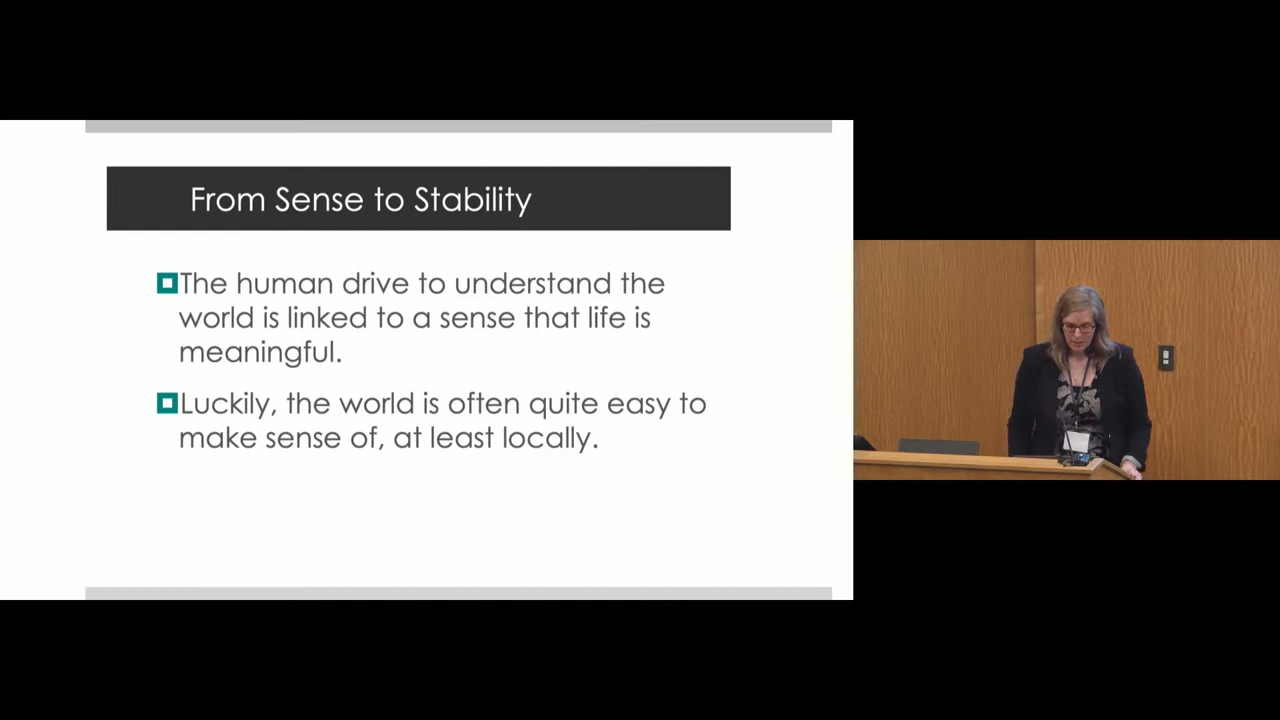 From Sense to Stability
The human drive to understand the
world is linked to a sense that life is
meaningful.
Luckily, the world is often quite easy to
make sense of, at least locally.